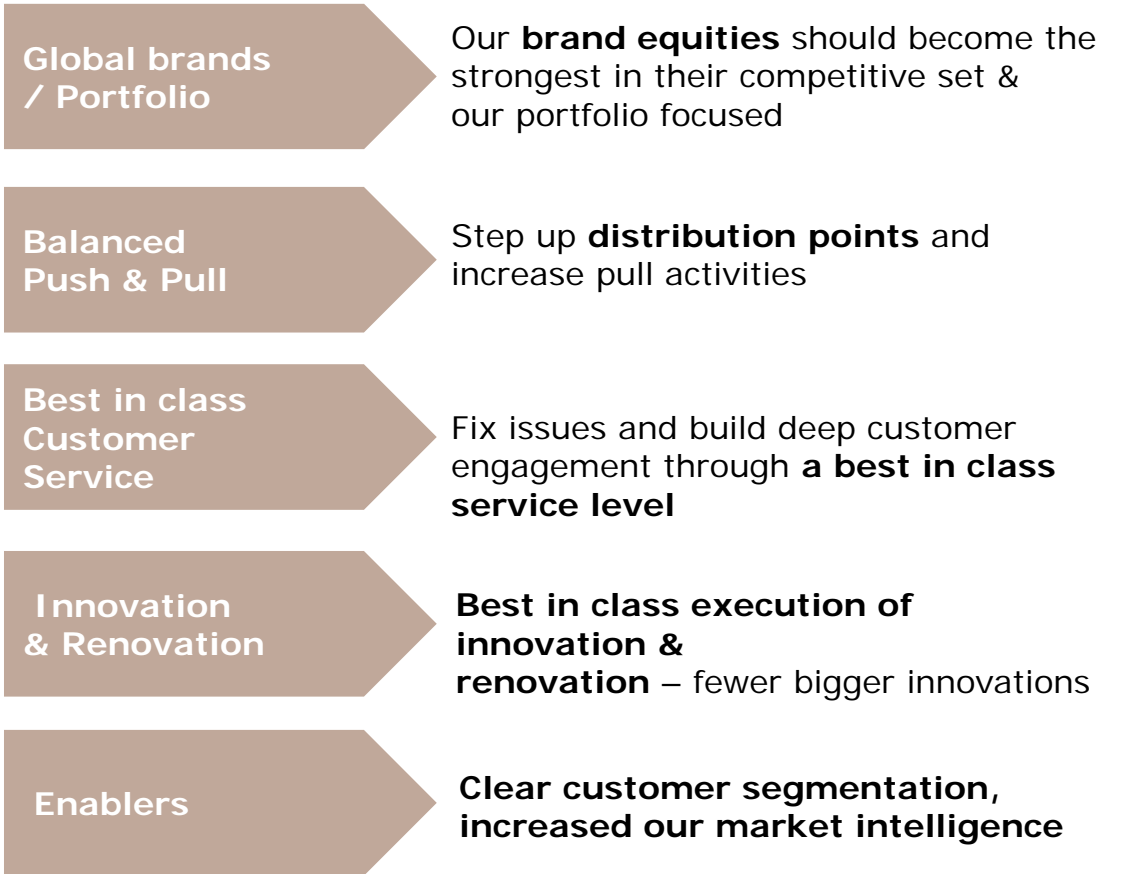 Global brands
/ Portfolio
Our brand equities should become the
strongest in their competitive set &
our portfolio focused
Balanced
Push & Pull
Step up distribution points and
increase pull activities
Best in class
Customer
Service
Fix issues and build deep customer
engagement through a best in class
service level
Innovation
& Renovation
Best in class execution of
innovation &
renovation – fewer bigger innovations
Enablers
Clear customer segmentation,
increased our market intelligence